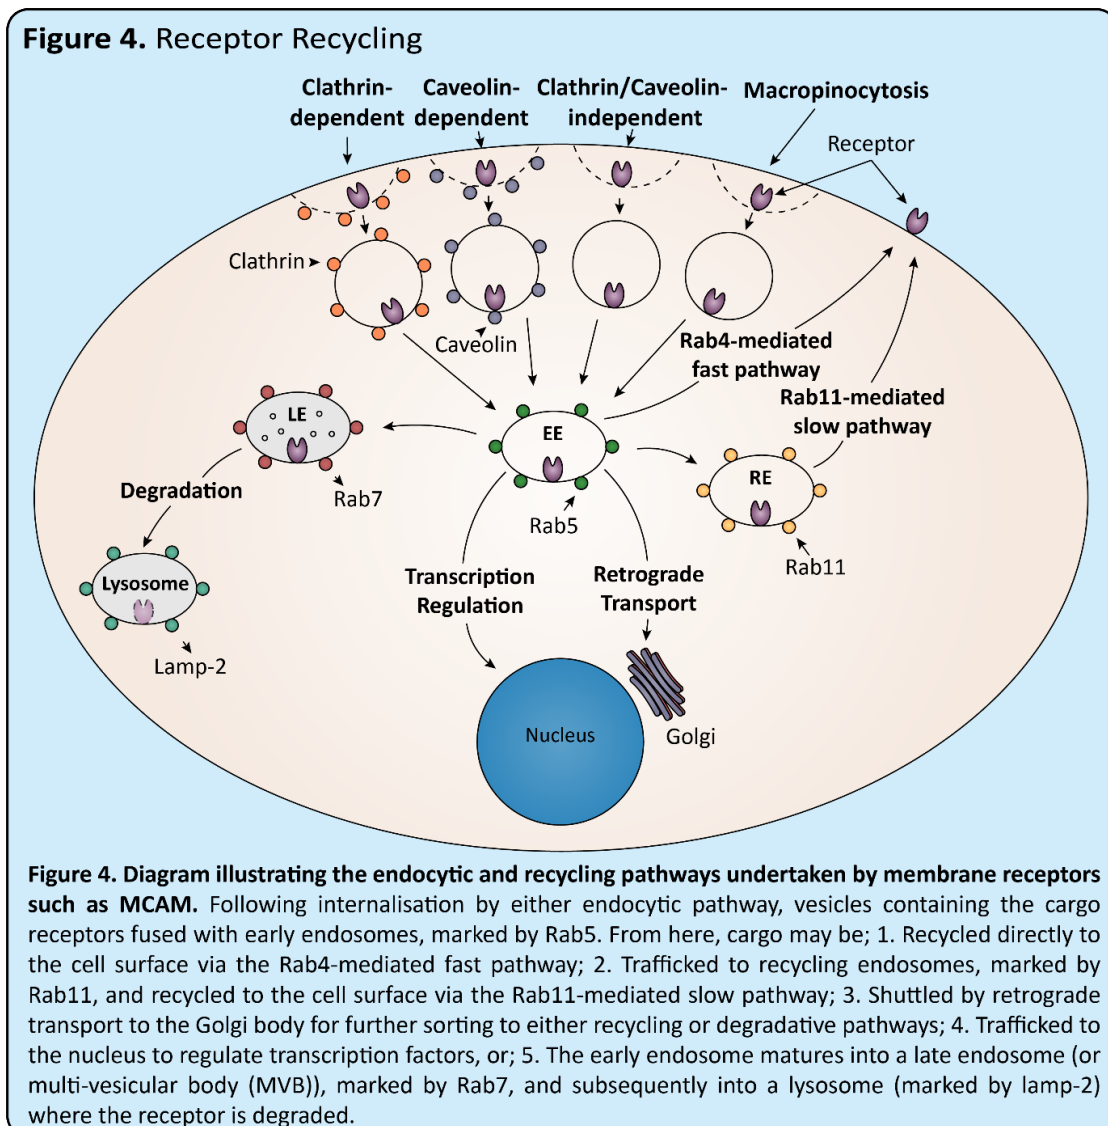 Figure 4. Receptor Recycling
Clathrin-
dependent
Caveolin-
dependent
Clathrin/Caveolin-
independent
Macropinocytosis
Receptor
Clathrin
Caveolin
Rab4-mediated
fast pathway
Rab11-mediated
slow pathway
LE
EE
RE
Rab7
Rab5
Rab11
Degradation
Lysosome
Lamp-2
Transcription
Regulation
Retrograde
Transport
Nucleus
Golgi
Figure 4. Diagram illustrating the endocytic and recycling pathways undertaken by membrane receptors
such as MCAM. Following internalisation by either endocytic pathway, vesicles containing the cargo
receptors fused with early endosomes, marked by Rab5. From here, cargo may be; 1. Recycled directly to
the cell surface via the Rab4-mediated fast pathway; 2. Trafficked to recycling endosomes, marked by
Rab11, and recycled to the cell surface via the Rab11-mediated slow pathway; 3. Shuttled by retrograde
transport to the Golgi body for further sorting to either recycling or degradative pathways; 4. Trafficked to
the nucleus to regulate transcription factors, or; 5. The early endosome matures into a late endosome (or
multi-vesicular body (MVB)), marked by Rab7, and subsequently into a lysosome (marked by lamp-2)
where the receptor is degraded.